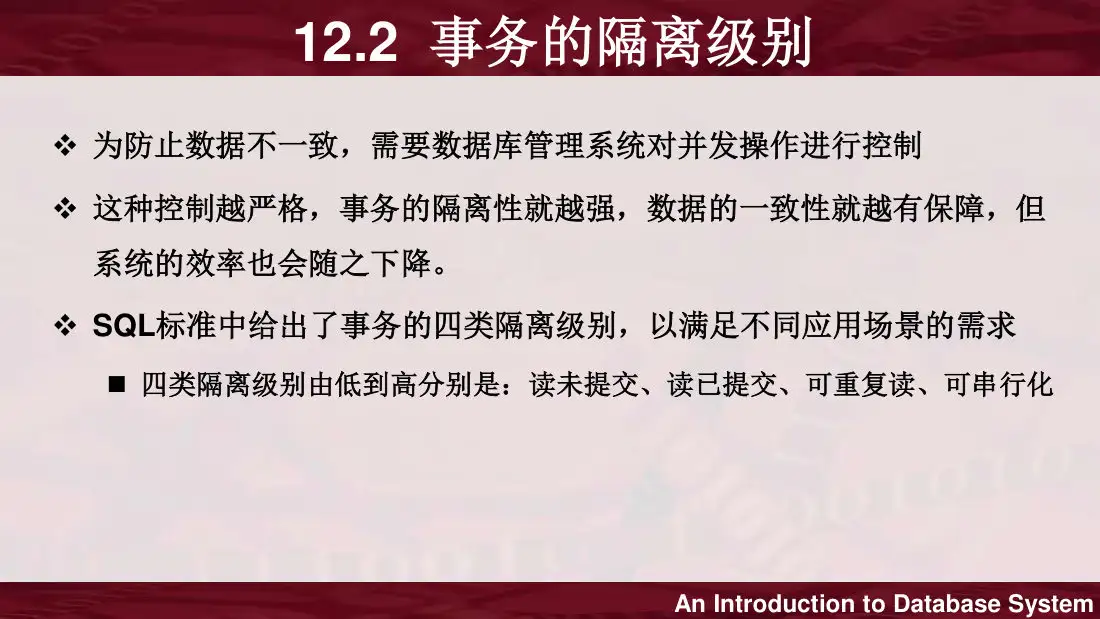 12.2 事务的隔离级别
❖ 为防止数据不一致，需要数据库管理系统对并发操作进行控制
❖ 这种控制越严格，事务的隔离性就越强，数据的一致性就越有保障，但
系统的效率也会随之下降。
❖ SQL标准中给出了事务的四类隔离级别，以满足不同应用场景的需求
■ 四类隔离级别由低到高分别是：读未提交、读已提交、可重复读、可串行化
An Introduction to Database System